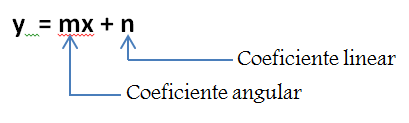 y = mx + n
Coeficiente linear
Coeficiente angular